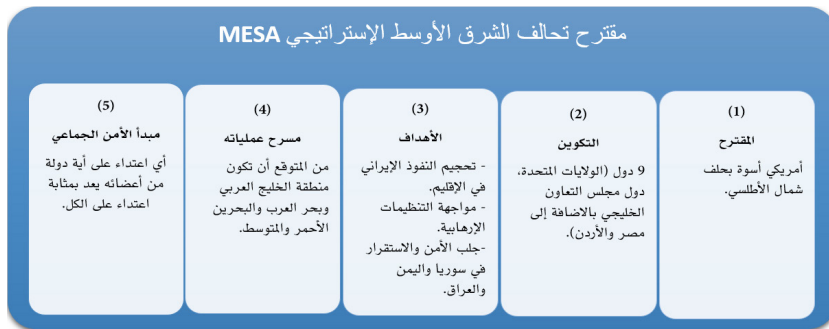 مقترح تحالف الشرق الأوسط الإستراتيجي MESA
(1)
المقترح
أمريكي أسوة بحلف
شمال الأطلسي.
(2)
التكوين
9 دول (الولايات المتحدة،
دول مجلس التعاون
الخليجي بالاضافة إلى
مصر والأردن).
(3)
الأهداف
- تحجيم النفوذ الإيراني
في الإقليم.
- مواجهة التنظيمات
الإرهابية.
-جلب الأمن والاستقرار
في سوريا واليمن
والعراق.
(4)
مسرح عملياته
من المتوقع أن تكون
منطقة الخليج العربي
وبحر العرب والبحرين
الأحمر والمتوسط.
(5)
مبدأ الأمن الجماعي
أي اعتداء على أية دولة
من أعضائه يعد بمثابة
اعتداء على الكل.